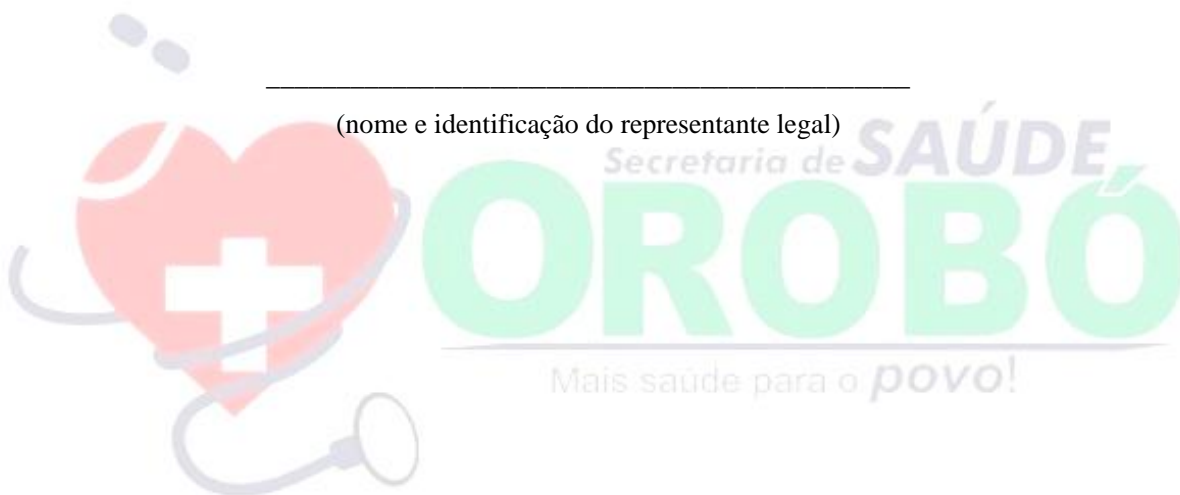 (nome e identificação do representante legal)
Secretaria de SAÚDE
OROBÓ
Mais saúde para o povo!